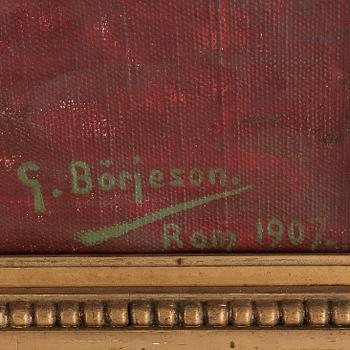 G. Börjeson.
Rom 1907.